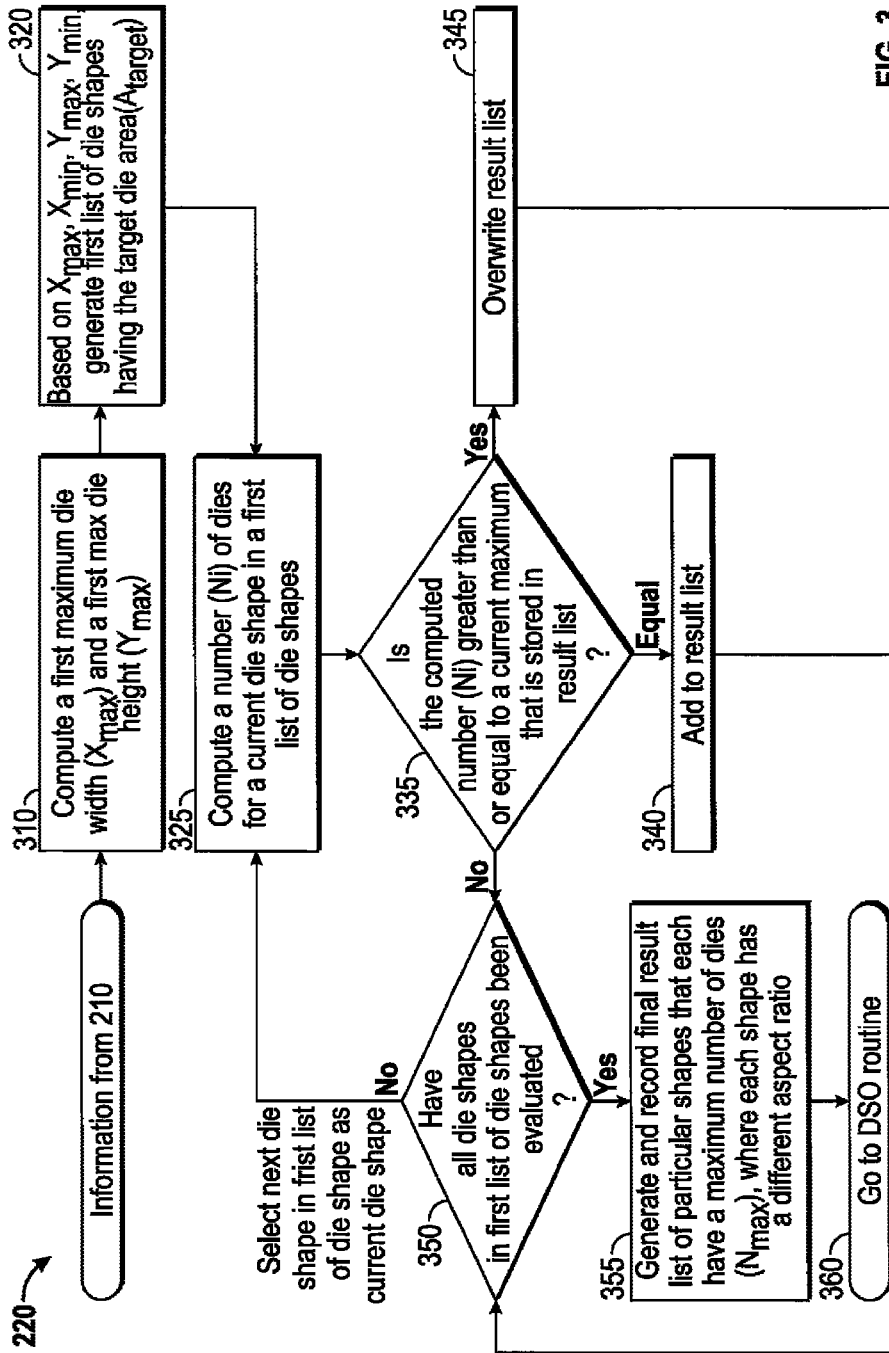 220
Information from 210
310
Compute a first maximum die
width (Xmax) and a first max die
height (Ymax)
320
Based on Xmax, Xmin, Ymax, Ymin,
generate first list of die shapes
having the target die area(Atarget)
325
Compute a number (Ni) of dies
for a current die shape in a first
list of die shapes
335
Is
the computed
number (Ni) greater than
or equal to a current maximum
that is stored in
result list
?
Yes
345
Overwrite result list
Equal
340
Add to result list
No
350
Have
all die shapes
in first list of die shapes been
evaluated
?
No
Select next die
shape in frist list
of die shape as
current die shape
Yes
355
Generate and record final result
list of particular shapes that each
have a maximum number of dies
(Nmax), where each shape has
a different aspect ratio
360
Go to DSO routine
FIG. 3